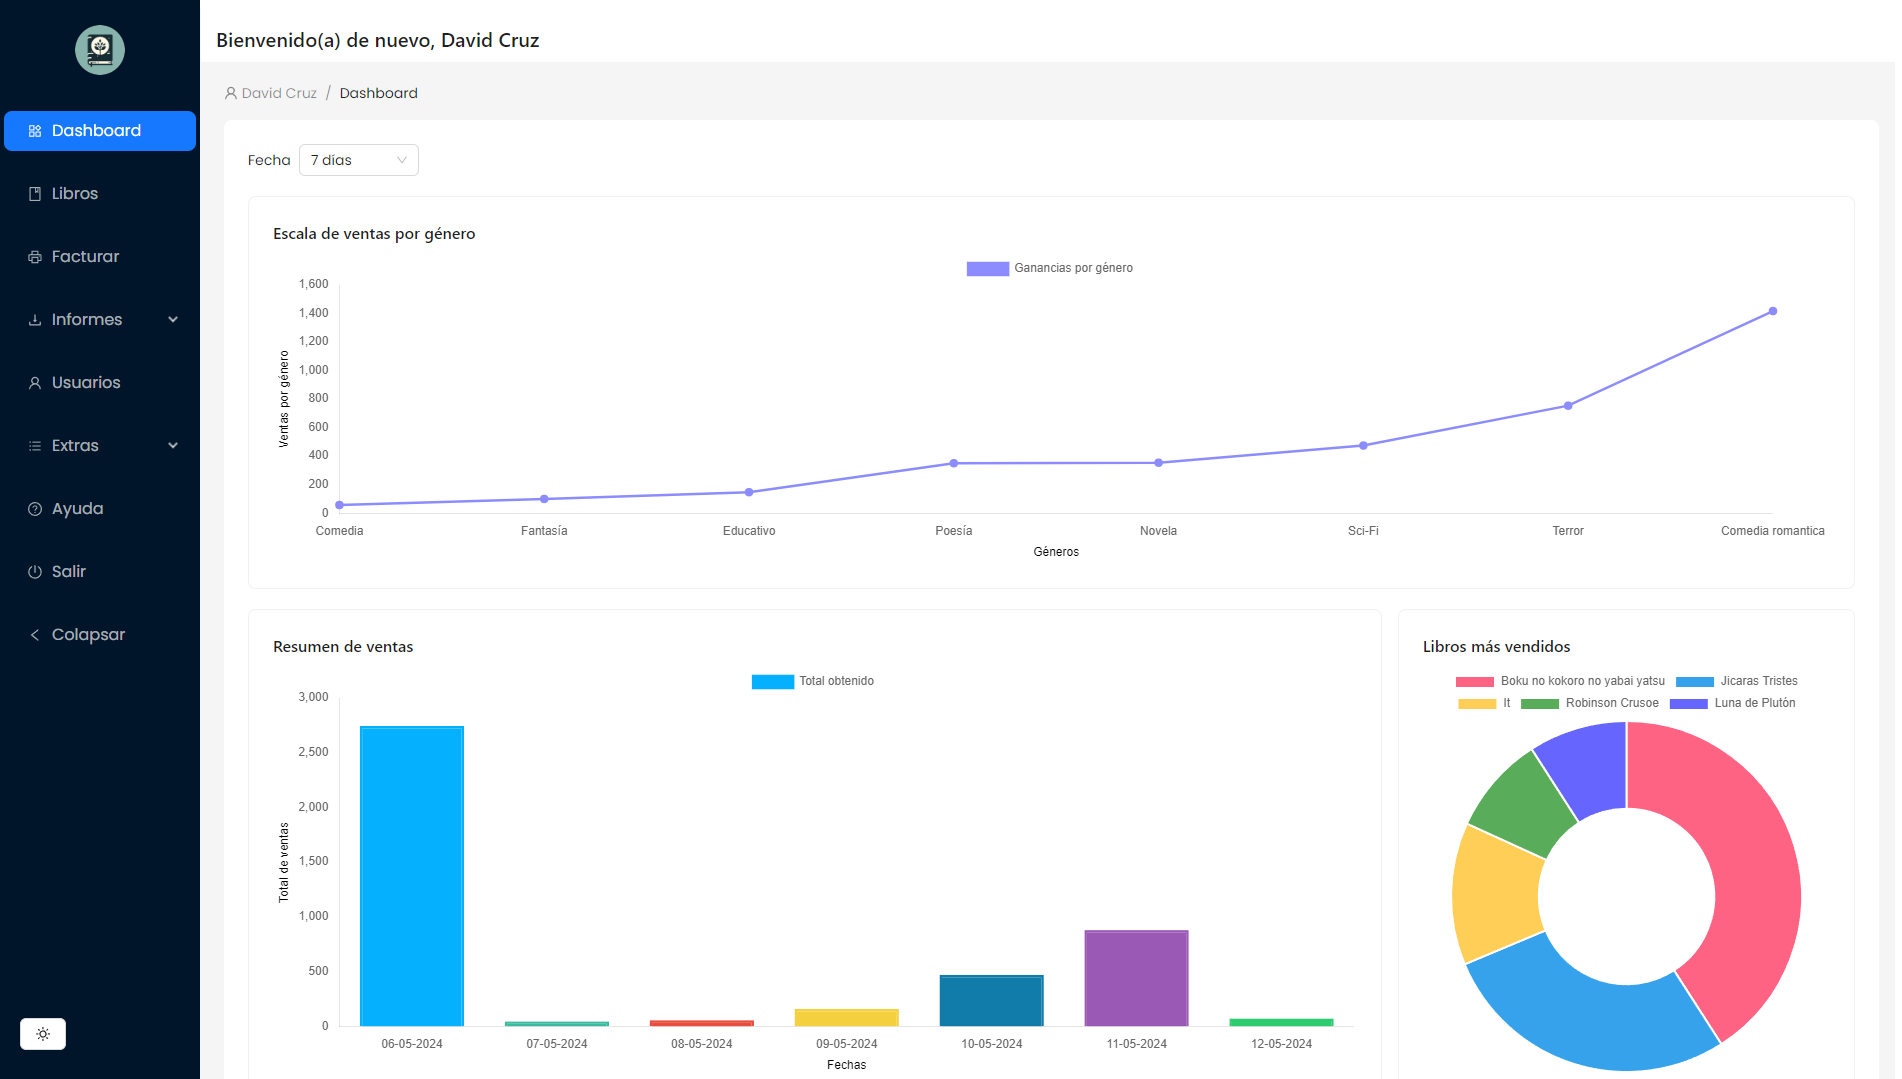 Bienvenido(a) de nuevo, David Cruz
David Cruz / Dashboard
Dashboard
Libros
Facturar
Informes
Usuarios
Extras
Ayuda
Salir
Colapsar
Fecha 7 días
Escala de ventas por género
Ganancias por género
1,600
1,400
1,200
1,000
800
600
400
200
0
Ventas por género
Comedia Fantasía Educativo Poesía Novela Sci-Fi Terror Comedia romantica
Géneros
Resumen de ventas
Total obtenido
3,000
2,500
2,000
1,500
1,000
500
0
Total de ventas
06-05-2024 07-05-2024 08-05-2024 09-05-2024 10-05-2024 11-05-2024 12-05-2024
Fechas
Libros más vendidos
Boku no kokoro no yabai yatsu Jicaras Tristes
It Robinson Crusoe Luna de Plutón